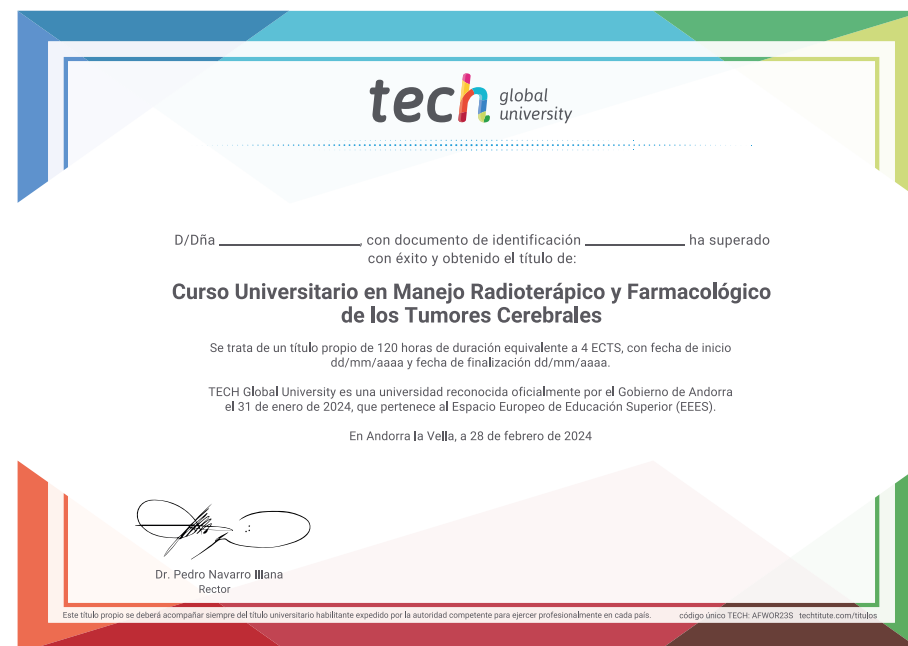 tech global university
D/Dña ______________, con documento de identificación __________ ha superado
con éxito y obtenido el título de:
Curso Universitario en Manejo Radioterápico y Farmacológico
de los Tumores Cerebrales
Se trata de un título propio de 120 horas de duración equivalente a 4 ECTS, con fecha de inicio
dd/mm/aaaa y fecha de finalización dd/mm/aaaa.
TECH Global University es una universidad reconocida oficialmente por el Gobierno de Andorra
el 31 de enero de 2024, que pertenece al Espacio Europeo de Educación Superior (EEES).
En Andorra la Vella, a 28 de febrero de 2024
Dr. Pedro Navarro Illana
Rector
Este título propio se deberá acompañar siempre del título universitario habilitante expedido por la autoridad competente para ejercer profesionalmente en cada país.
código único TECH: AFWOR23S techtitute.com/titulos